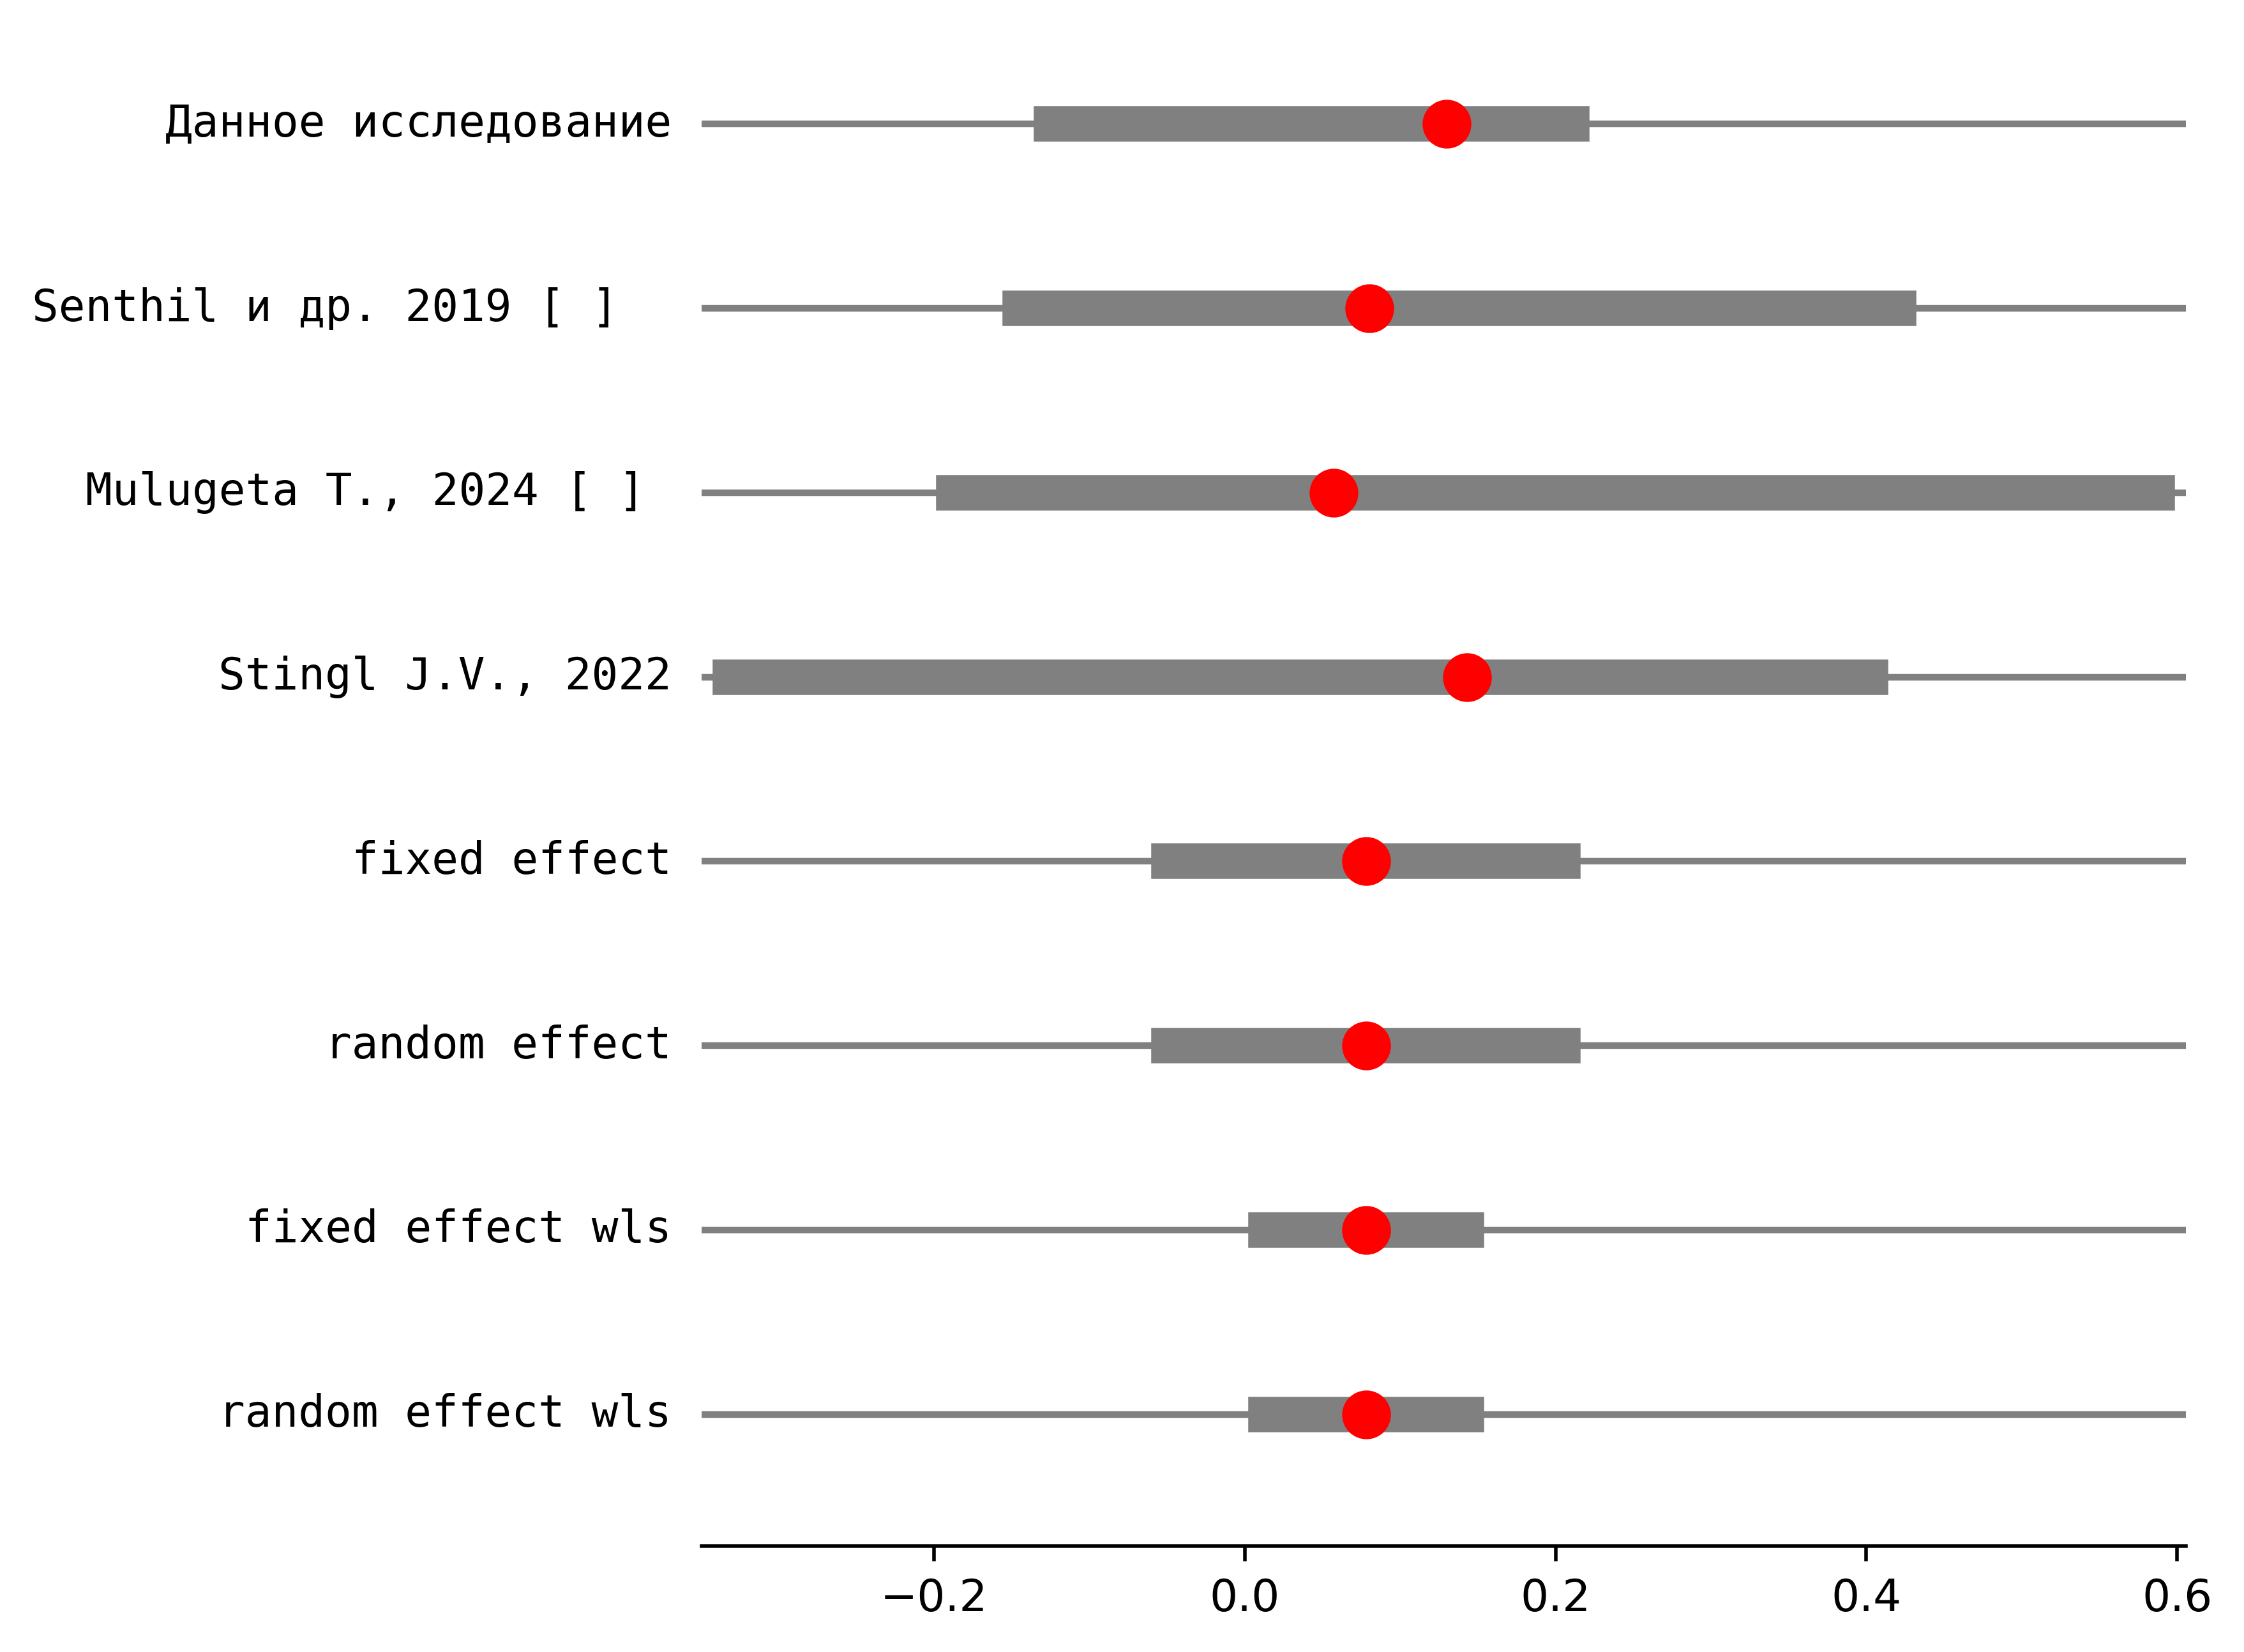 Данное исследование
Senthil и др. 2019 [ ]
Mulugeta T., 2024 [ ]
Stingl J.V., 2022
fixed effect
random effect
fixed effect wls
random effect wls
−0.2 0.0 0.2 0.4 0.6